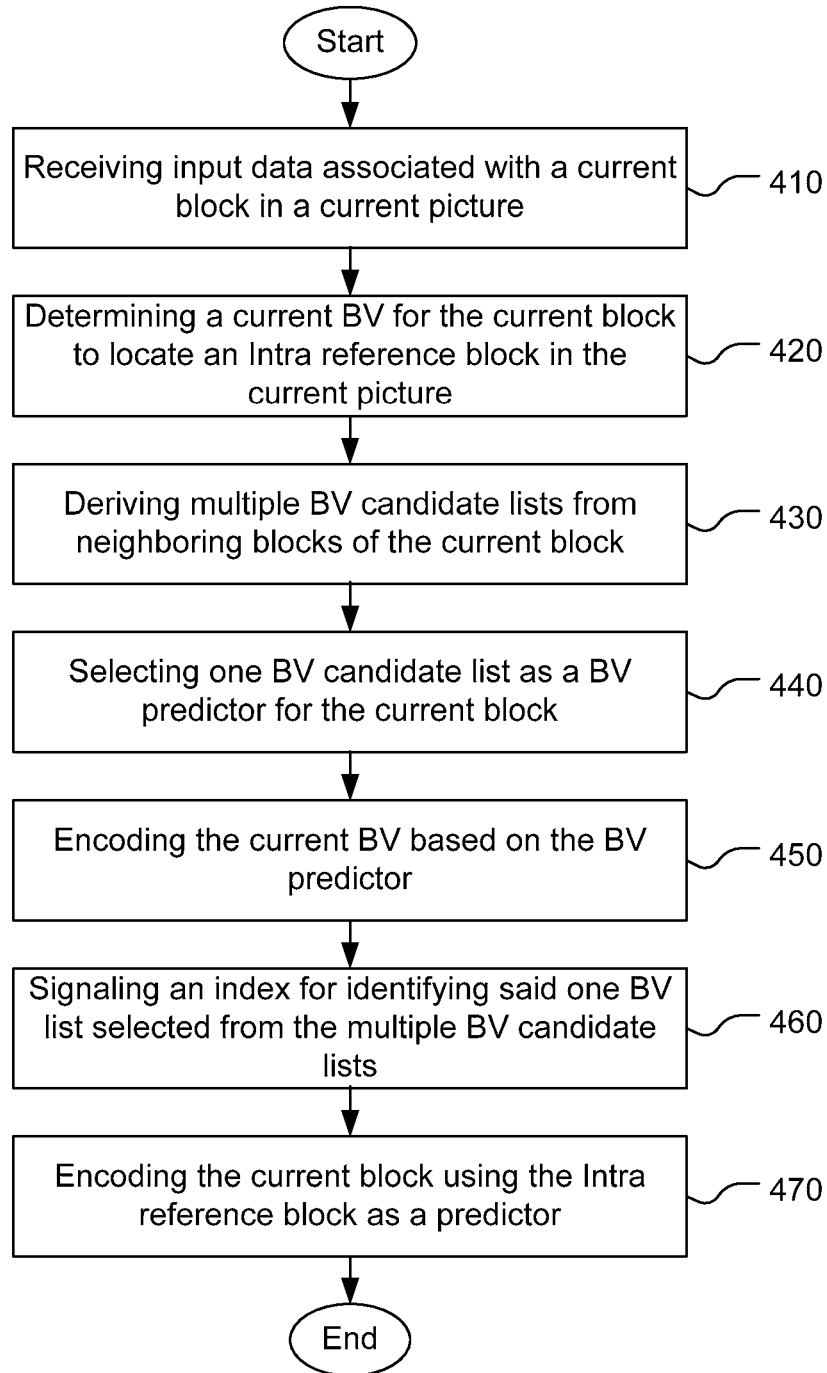 Start
Receiving input data associated with a current
block in a current picture
410
Determining a current BV for the current block
to locate an Intra reference block in the
current picture
420
Deriving multiple BV candidate lists from
neighboring blocks of the current block
430
Selecting one BV candidate list as a BV
predictor for the current block
440
Encoding the current BV based on the BV
predictor
450
Signaling an index for identifying said one BV
list selected from the multiple BV candidate
lists
460
Encoding the current block using the Intra
reference block as a predictor
470
End